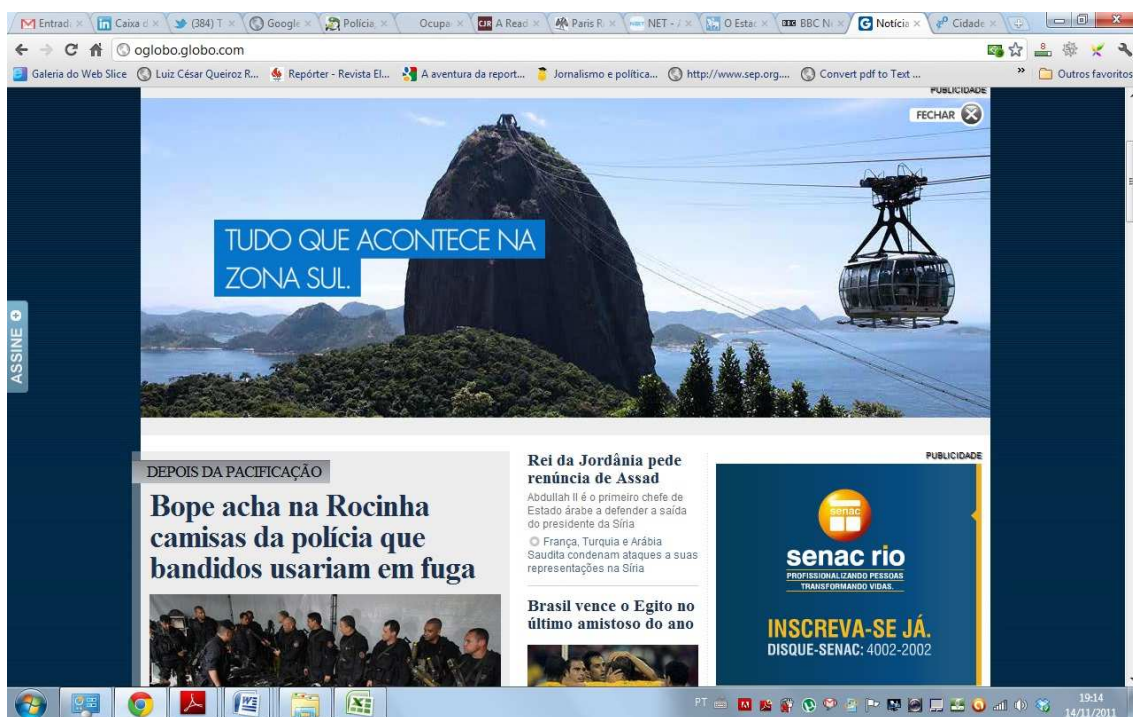 Entrad
Caixa d
(384) T
Google
Polícia,
Ocupa
CJR A Read
Paris R
NET - A
O Estac
BBC N
Notícia
Cidade
oglobo.globo.com
Galeria do Web Slice
Luiz César Queiroz R...
Repórter - Revista El...
A aventura da report...
Jornalismo e política...
http://www.sep.org....
Convert pdf to Text ...
»
Outros favoritos
PUBLICIDADE
FECHAR
TUDO QUE ACONTECE NA
ZONA SUL.
ASSINE
DEPOIS DA PACIFICAÇÃO
Bope acha na Rocinha
camisas da polícia que
bandidos usariam em fuga
Rei da Jordânia pede
renúncia de Assad
Abdullah II é o primeiro chefe de
Estado árabe a defender a saída
do presidente da Síria
França, Turquia e Arábia
Saudita condenam ataques a suas
representações na Síria
Brasil vence o Egito no
último amistoso do ano
PUBLICIDADE
senac
senac rio
PROFISSIONALIZANDO PESSOAS
TRANSFORMANDO VIDAS.
INSCREVA-SE JÁ.
DISQUE-SENAC: 4002-2002
PT
19:14
14/11/2011